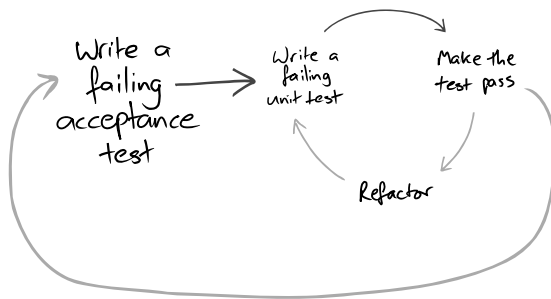 Write a
failing
acceptance
test
Write a
failing
unit test
Make the
test pass
Refactor